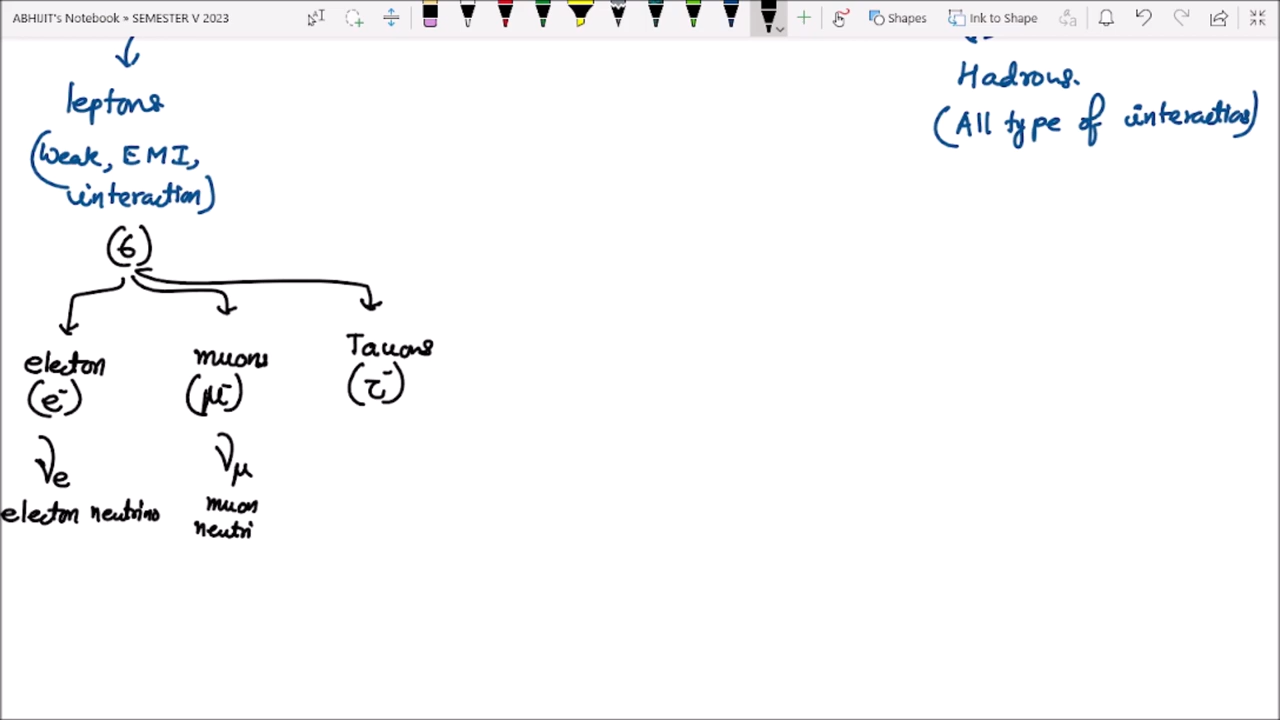 ABHIJIT's Notebook » SEMESTER V 2023
Shapes
Ink to Shape
leptons
(Weak, EMI,
interaction)
Hadrons.
(All type of interaction)
(6)
electon
(e⁻)
muons
(μ⁻)
Tauons
(τ⁻)
νe
electon neutrino
νμ
muon
neutri